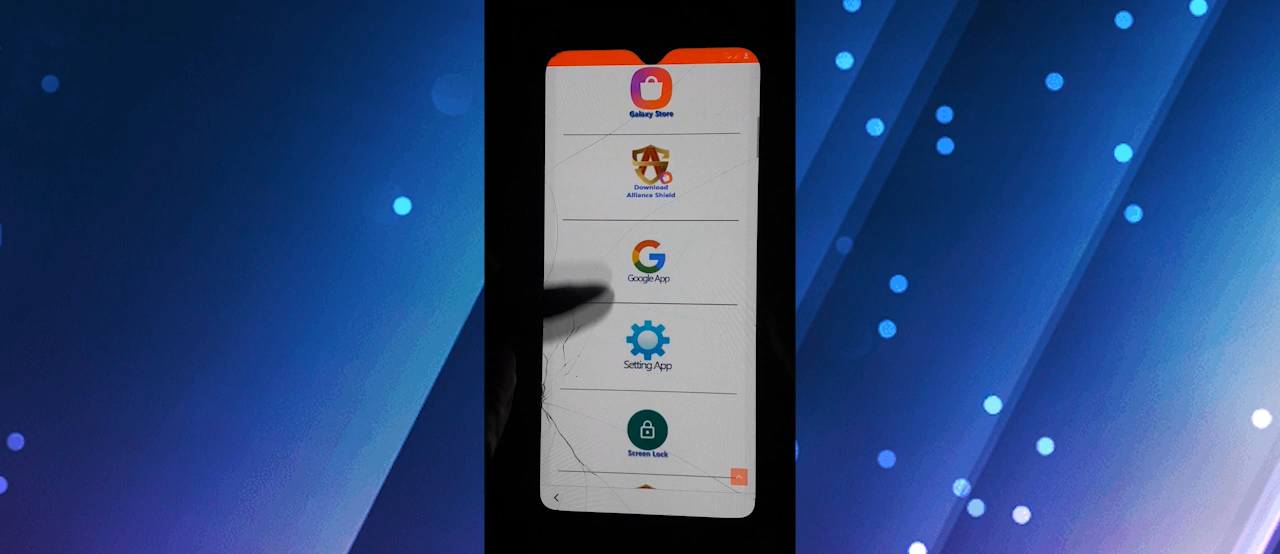 Galaxy Store
Download
Alliance Shield
Google App
Setting App
Screen Lock